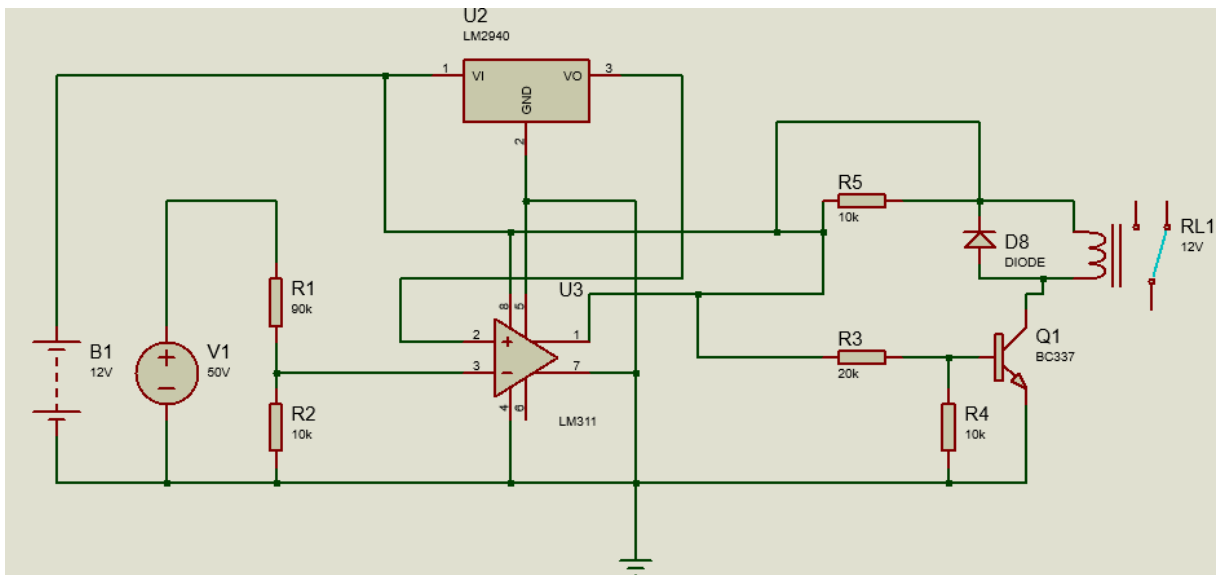 U2
LM2940
1
VI
VO
3
GND
2
R5
10k
D8
DIODE
RL1
12V
R1
90k
U3
8
5
2
3
1
7
4
6
LM311
B1
12V
V1
50V
R2
10k
R3
20k
Q1
BC337
R4
10k